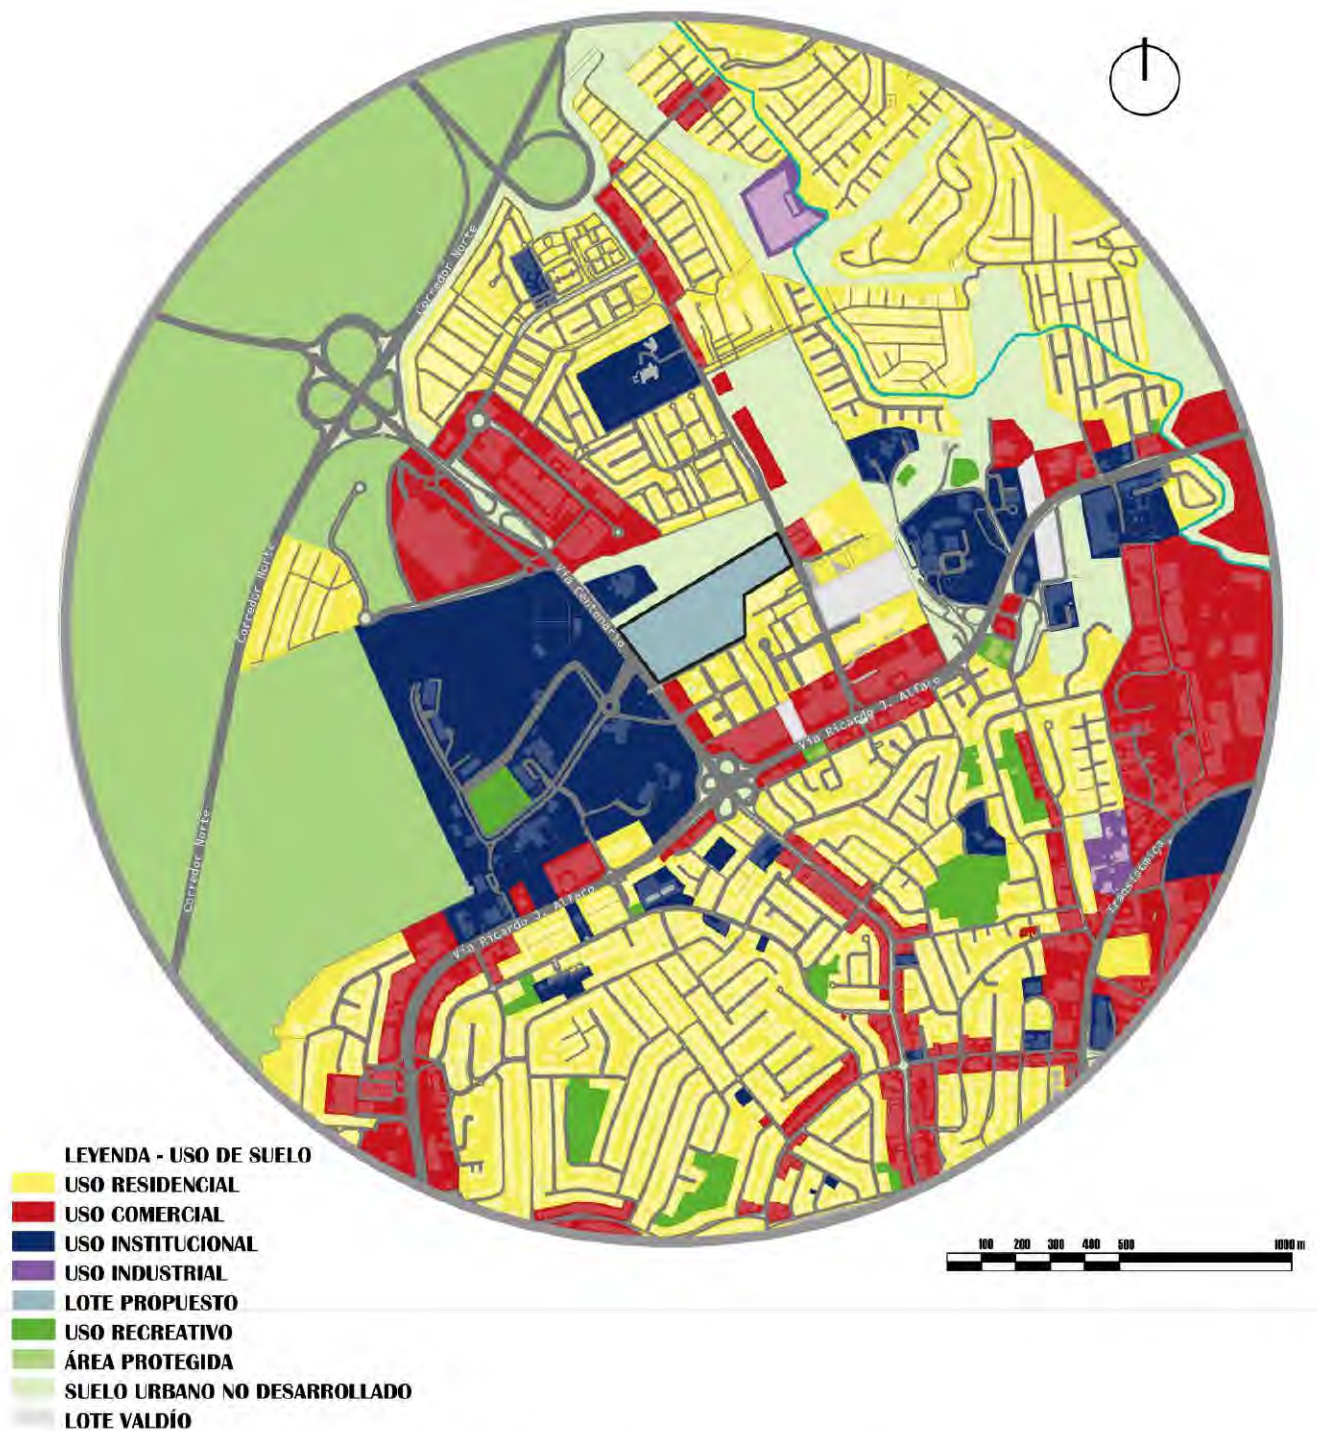 Corredor Norte
Corredor Norte
Vía Centenario
Vía Ricardo J. Alfaro
Corredor Norte
Transístmica
Vía Ricardo J. Alfaro
LEYENDA - USO DE SUELO
USO RESIDENCIAL
USO COMERCIAL
USO INSTITUCIONAL
USO INDUSTRIAL
LOTE PROPUESTO
USO RECREATIVO
ÁREA PROTEGIDA
SUELO URBANO NO DESARROLLADO
LOTE VALDÍO
100 200 300 400 500 1000 m